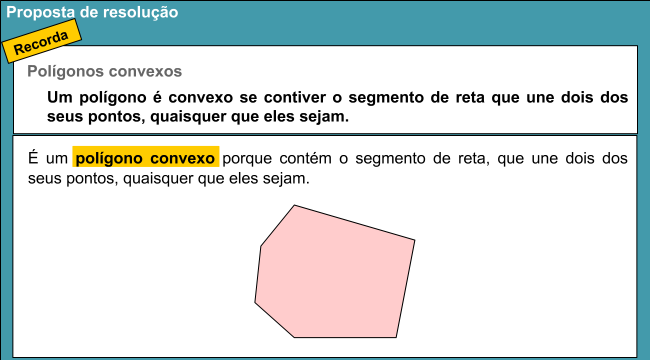 Proposta de resolução
Recorda
Polígonos convexos
Um polígono é convexo se contiver o segmento de reta que une dois dos
seus pontos, quaisquer que eles sejam.
É um polígono convexo porque contém o segmento de reta, que une dois dos
seus pontos, quaisquer que eles sejam.